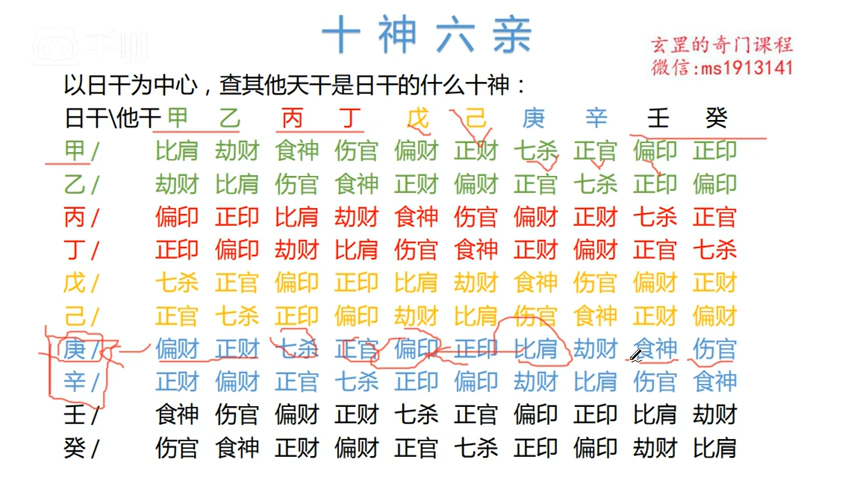 千聊
十神六亲
玄罡的奇门课程
微信:ms1913141
以日干为中心，查其他天干是日干的什么十神：
日干\他干 甲 乙 丙 丁 戊 己 庚 辛 壬 癸
甲/ 比肩 劫财 食神 伤官 偏财 正财 七杀 正官 偏印 正印
乙/ 劫财 比肩 伤官 食神 正财 偏财 正官 七杀 正印 偏印
丙/ 偏印 正印 比肩 劫财 食神 伤官 偏财 正财 七杀 正官
丁/ 正印 偏印 劫财 比肩 伤官 食神 正财 偏财 正官 七杀
戊/ 七杀 正官 偏印 正印 比肩 劫财 食神 伤官 偏财 正财
己/ 正官 七杀 正印 偏印 劫财 比肩 伤官 食神 正财 偏财
庚/ 偏财 正财 七杀 正官 偏印 正印 比肩 劫财 食神 伤官
辛/ 正财 偏财 正官 七杀 正印 偏印 劫财 比肩 伤官 食神
壬/ 食神 伤官 偏财 正财 七杀 正官 偏印 正印 比肩 劫财
癸/ 伤官 食神 正财 偏财 正官 七杀 正印 偏印 劫财 比肩